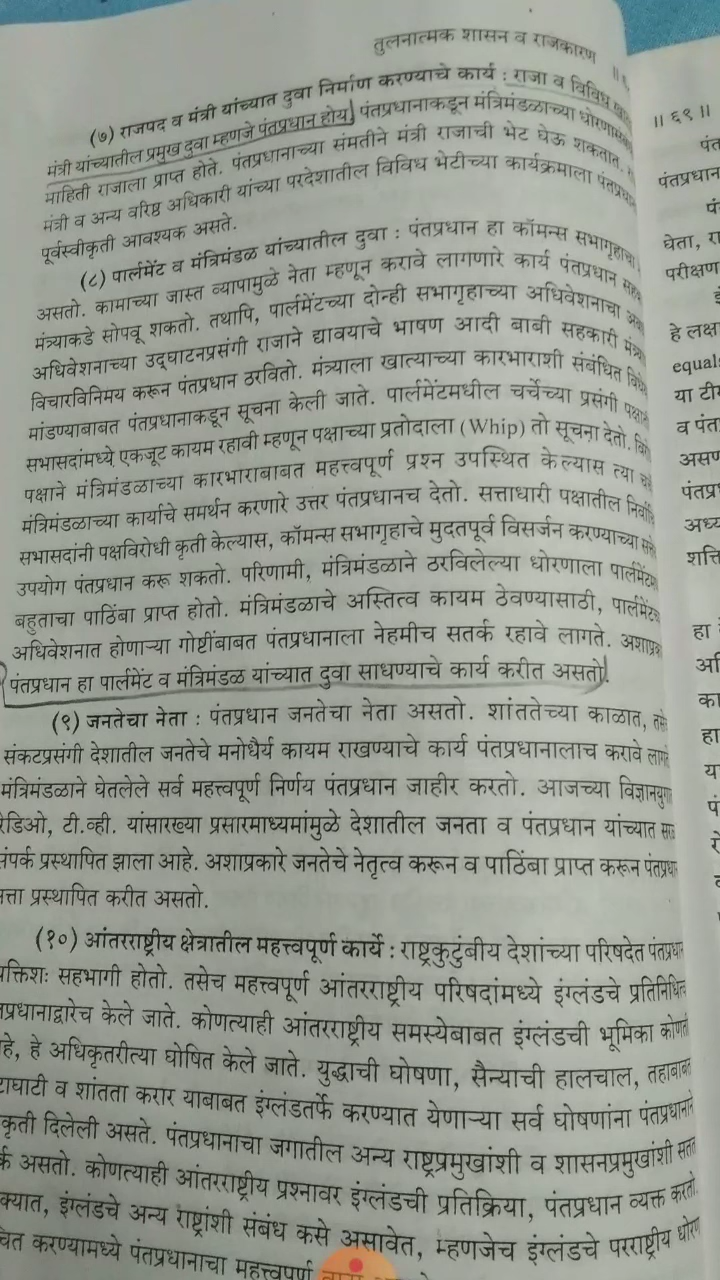 तुलनात्मक शासन व राजकारण
(७) राजपद व मंत्री यांच्यात दुवा निर्माण करण्याचे कार्य : राजा व विविध
मंत्री यांच्यातील प्रमुख दुवा म्हणजे पंतप्रधान होय. पंतप्रधानाकडून मंत्रिमंडळाच्या
माहिती राजाला प्राप्त होते. पंतप्रधानाच्या संमतीने मंत्री राजाची भेट घेऊ शकतात.
मंत्री व अन्य वरिष्ठ अधिकारी यांच्या परदेशातील विविध भेटीच्या कार्यक्रमाला
पूर्वस्वीकृती आवश्यक असते.
(८) पार्लमेंट व मंत्रिमंडळ यांच्यातील दुवा : पंतप्रधान हा कॉमन्स सभागृहाचा
असतो. कामाच्या जास्त व्यापामुळे नेता म्हणून करावे लागणारे कार्य पंतप्रधान
मंत्र्याकडे सोपवू शकतो. तथापि, पार्लमेंटच्या दोन्ही सभागृहाच्या अधिवेशनाचा
अधिवेशनाच्या उद्घाटनप्रसंगी राजाने द्यावयाचे भाषण आदी बाबी सहकारी
विचारविनिमय करून पंतप्रधान ठरवितो. मंत्र्याला खात्याच्या कारभाराशी संबंधित
मांडण्याबाबत पंतप्रधानाकडून सूचना केली जाते. पार्लमेंटमधील चर्चेच्या प्रसंगी
सभासदांमध्ये एकजूट कायम रहावी म्हणून पक्षाच्या प्रतोदाला (Whip) तो सूचना देतो.
पक्षाने मंत्रिमंडळाच्या कारभाराबाबत महत्त्वपूर्ण प्रश्न उपस्थित केल्यास त्या
मंत्रिमंडळाच्या कार्याचे समर्थन करणारे उत्तर पंतप्रधानच देतो. सत्ताधारी पक्षातील
सभासदांनी पक्षविरोधी कृती केल्यास, कॉमन्स सभागृहाचे मुदतपूर्व विसर्जन करण्याच्या
उपयोग पंतप्रधान करू शकतो. परिणामी, मंत्रिमंडळाने ठरविलेल्या धोरणाला
बहुताचा पाठिंबा प्राप्त होतो. मंत्रिमंडळाचे अस्तित्व कायम ठेवण्यासाठी,
अधिवेशनात होणाऱ्या गोष्टींबाबत पंतप्रधानाला नेहमीच सतर्क रहावे लागते.
पंतप्रधान हा पार्लमेंट व मंत्रिमंडळ यांच्यात दुवा साधण्याचे कार्य करीत असतो.
(९) जनतेचा नेता : पंतप्रधान जनतेचा नेता असतो. शांततेच्या काळात,
संकटप्रसंगी देशातील जनतेचे मनोधैर्य कायम राखण्याचे कार्य पंतप्रधानालाच करावे
मंत्रिमंडळाने घेतलेले सर्व महत्त्वपूर्ण निर्णय पंतप्रधान जाहीर करतो. आजच्या
टी.व्ही. यांसारख्या प्रसारमाध्यमांमुळे देशातील जनता व पंतप्रधान यांच्यात
प्रस्थापित झाला आहे. अशाप्रकारे जनतेचे नेतृत्व करून व पाठिंबा प्राप्त करून
प्रस्थापित करीत असतो.
(१०) आंतरराष्ट्रीय क्षेत्रातील महत्त्वपूर्ण कार्ये : राष्ट्रकुटुंबीय देशांच्या परिषदेत
सहभागी होतो. तसेच महत्त्वपूर्ण आंतरराष्ट्रीय परिषदांमध्ये इंग्लंडचे
केले जाते. कोणत्याही आंतरराष्ट्रीय समस्येबाबत इंग्लंडची भूमिका
हे अधिकृतरीत्या घोषित केले जाते. युद्धाची घोषणा, सैन्याची हालचाल,
व शांतता करार याबाबत इंग्लंडतर्फे करण्यात येणाऱ्या सर्व घोषणांना
दिलेली असते. पंतप्रधानाचा जगातील अन्य राष्ट्रप्रमुखांशी व शासनप्रमुखांशी
असतो. कोणत्याही आंतरराष्ट्रीय प्रश्नावर इंग्लंडची प्रतिक्रिया, पंतप्रधान व्यक्त करतो.
इंग्लंडचे अन्य राष्ट्रांशी संबंध कसे असावेत, म्हणजेच इंग्लंडचे परराष्ट्रीय
करण्यामध्ये पंतप्रधानाचा महत्त्वपूर्ण
॥ ६९ ॥
पंतप्रधान
घेता,
परीक्षण
हे
या
व